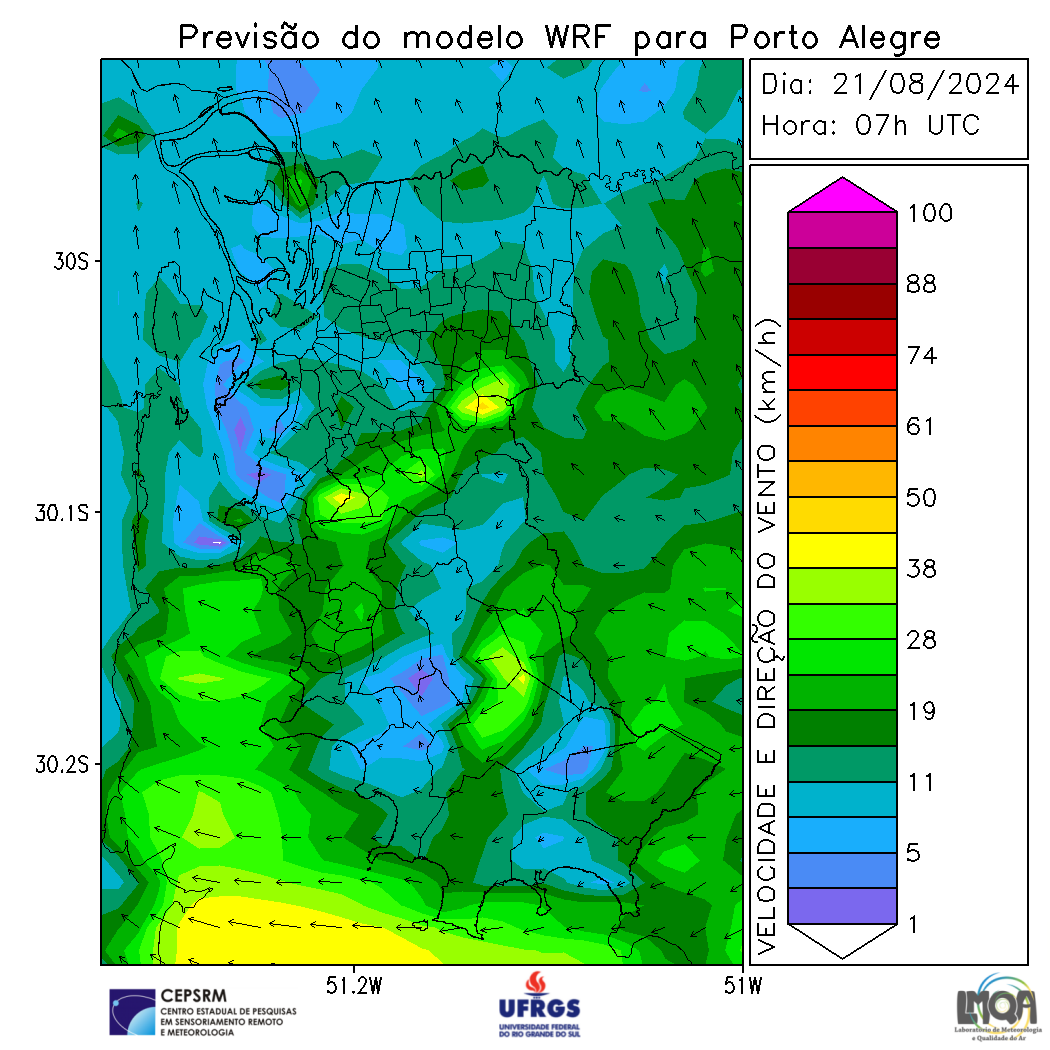 Previsão do modelo WRF para Porto Alegre
Dia: 21/08/2024
Hora: 07h UTC
30S
30.1S
30.2S
51.2W
51W
VELOCIDADE E DIREÇÃO DO VENTO (km/h)
100
88
74
61
50
38
28
19
11
5
1
CEPSRM
CENTRO ESTADUAL DE PESQUISAS
EM SENSORIAMENTO REMOTO
E METEOROLOGIA
UFRGS
UNIVERSIDADE FEDERAL
DO RIO GRANDE DO SUL
LMQA
Laboratório de Meteorologia
e Qualidade do Ar